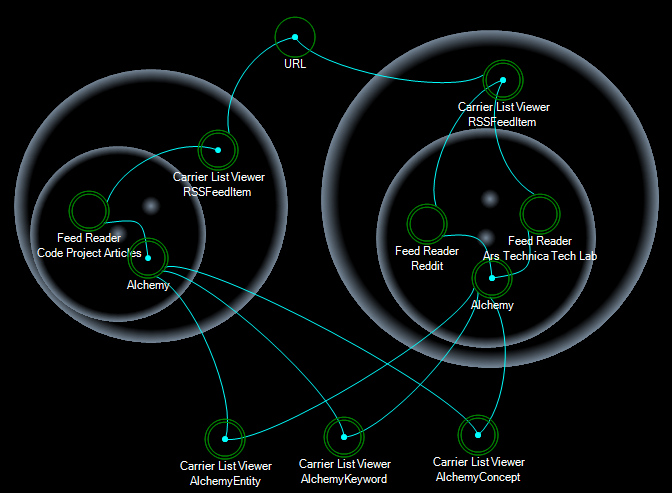 URL
Carrier List Viewer
RSSFeedItem
Carrier List Viewer
RSSFeedItem
Feed Reader
Code Project Articles
Feed Reader
Reddit
Feed Reader
Ars Technica Tech Lab
Alchemy
Alchemy
Carrier List Viewer
AlchemyEntity
Carrier List Viewer
AlchemyKeyword
Carrier List Viewer
AlchemyConcept